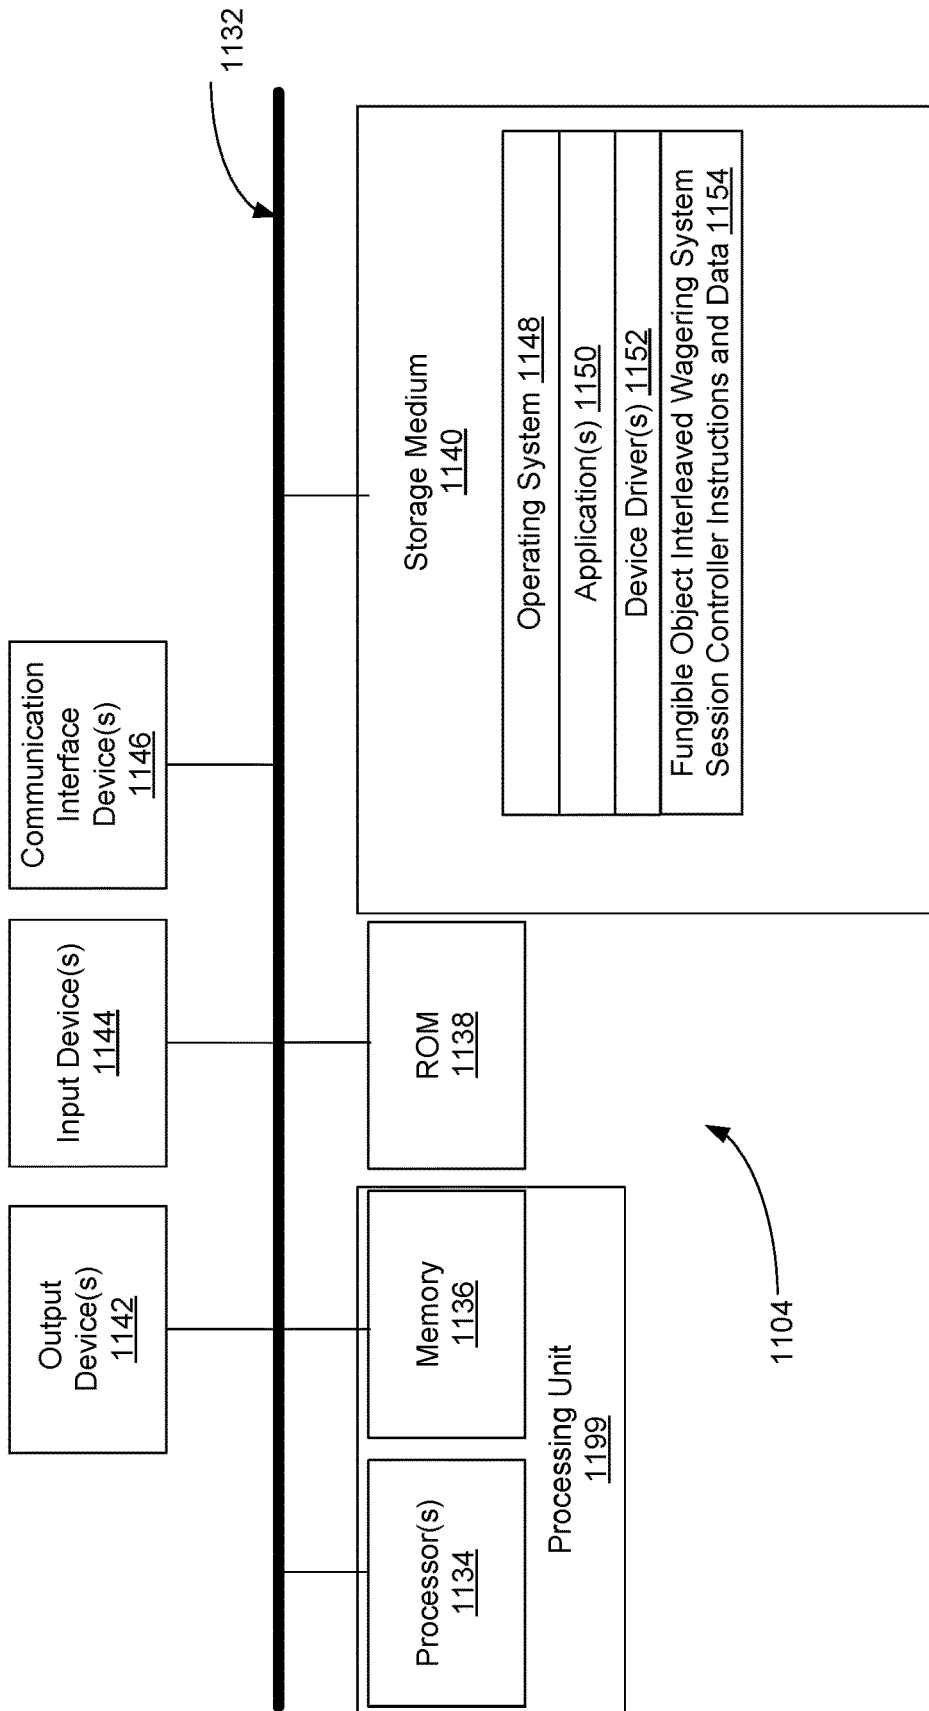 1132
Output
Device(s)
1142
Input Device(s)
1144
Communication
Interface
Device(s)
1146
Processor(s)
1134
Memory
1136
Processing Unit
1199
ROM
1138
Storage Medium
1140
Operating System 1148
Application(s) 1150
Device Driver(s) 1152
Fungible Object Interleaved Wagering System
Session Controller Instructions and Data 1154
1104